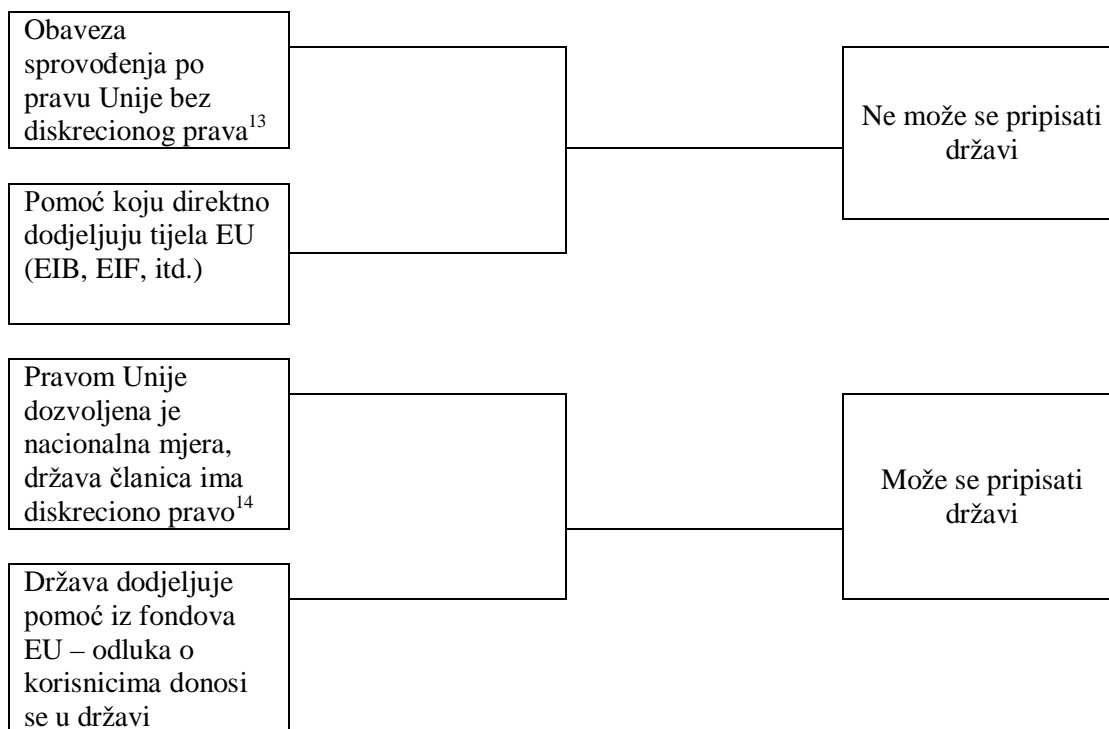 Obaveza
sprovođenja po
pravu Unije bez
diskrecionog prava13
Ne može se pripisati
državi
Pomoć koju direktno
dodjeljuju tijela EU
(EIB, EIF, itd.)
Pravom Unije
dozvoljena je
nacionalna mjera,
država članica ima
diskreciono pravo14
Može se pripisati
državi
Država dodjeljuje
pomoć iz fondova
EU – odluka o
korisnicima donosi
se u državi